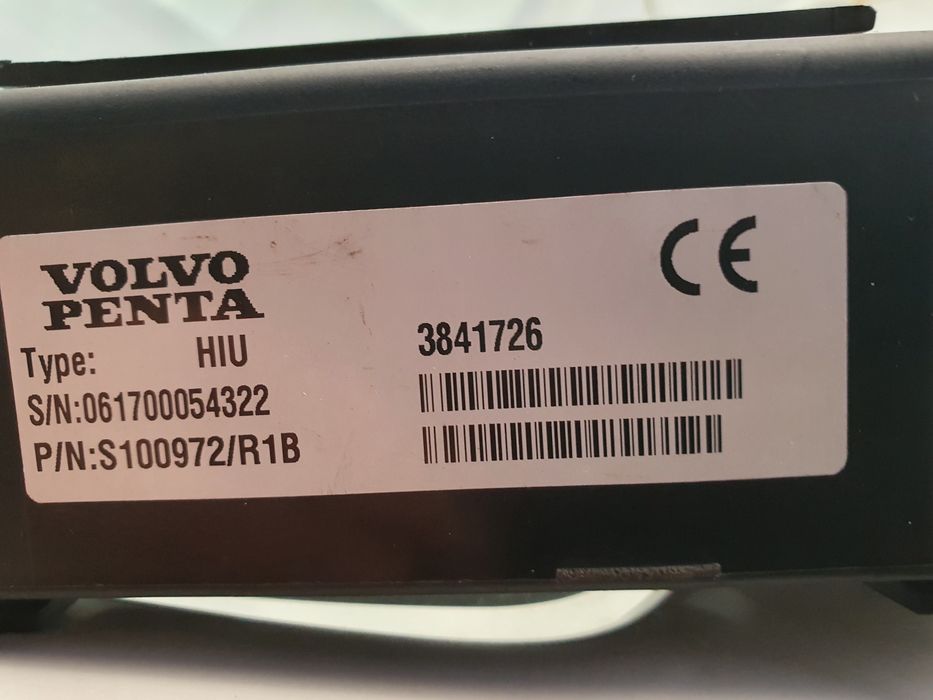 VOLVO
PENTA
Type: HIU
S/N:061700054322
P/N:S100972/R1B
CE
3841726